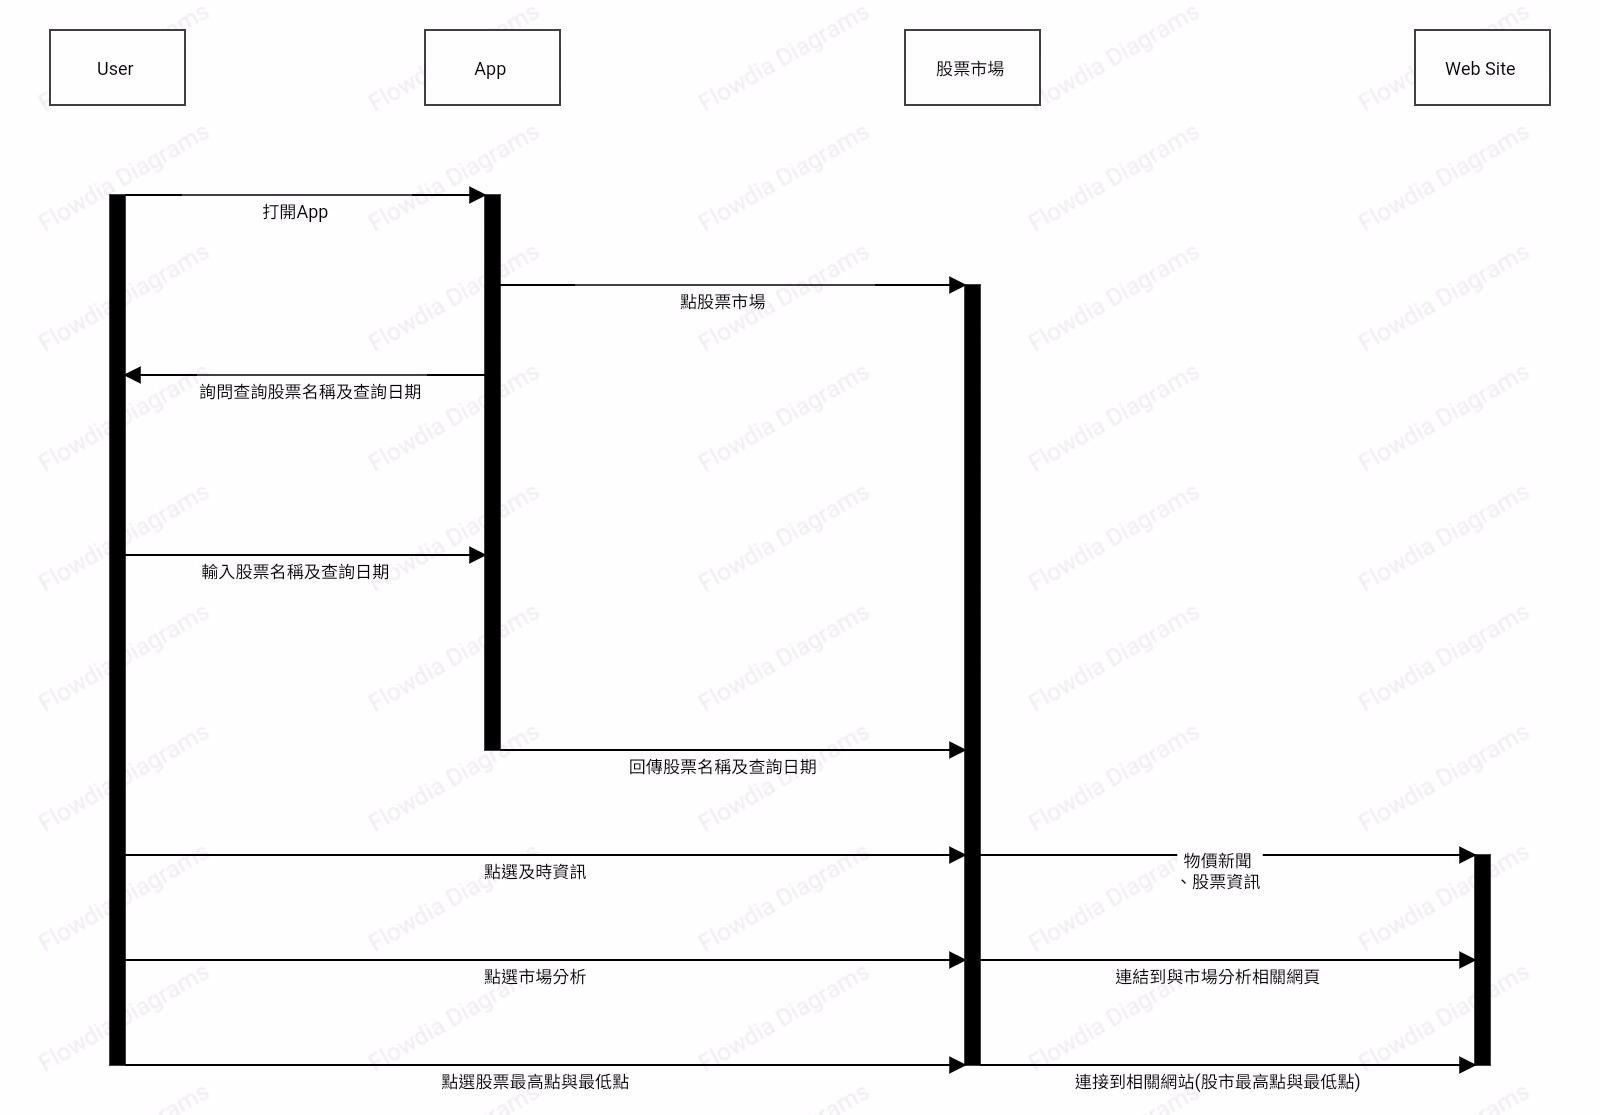 User
App
股票市場
Web Site
打開App
點股票市場
詢問查詢股票名稱及查詢日期
輸入股票名稱及查詢日期
回傳股票名稱及查詢日期
點選及時資訊
物價新聞
、股票資訊
點選市場分析
連結到與市場分析相關網頁
點選股票最高點與最低點
連接到相關網站(股市最高點與最低點)
Flowdia Diagrams